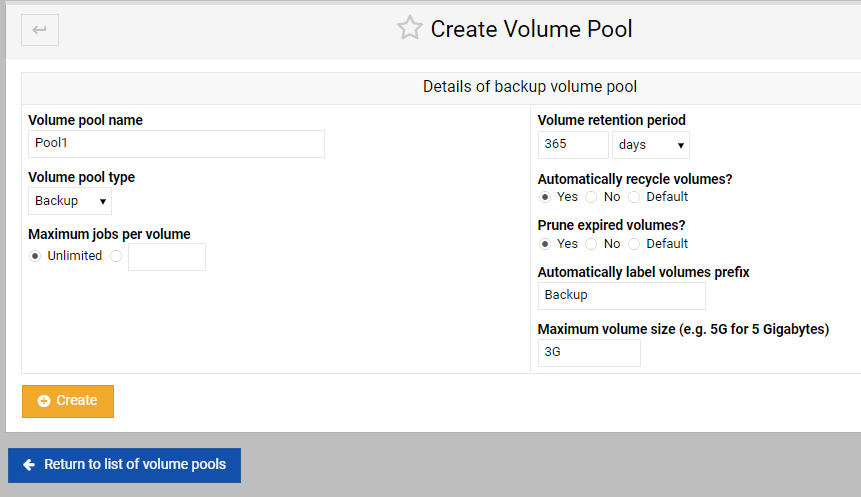 Create Volume Pool
Details of backup volume pool
Volume pool name
Pool1
Volume pool type
Backup
Maximum jobs per volume
Unlimited
Volume retention period
365 days
Automatically recycle volumes?
Yes No Default
Prune expired volumes?
Yes No Default
Automatically label volumes prefix
Backup
Maximum volume size (e.g. 5G for 5 Gigabytes)
3G
Create
Return to list of volume pools